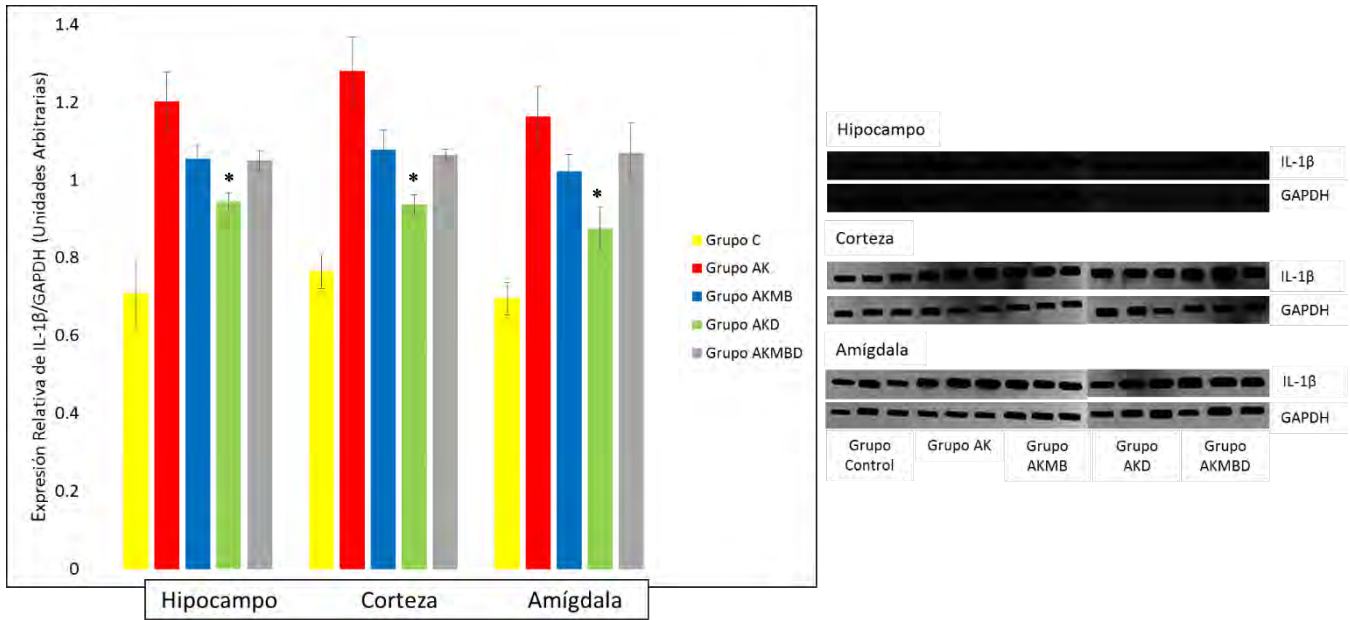 Expresión Relativa de IL-1β/GAPDH (Unidades Arbitrarias)
1.4
1.2
1
0.8
0.6
0.4
0.2
0
*
*
*
Hipocampo
Corteza
Amígdala
Grupo C
Grupo AK
Grupo AKMB
Grupo AKD
Grupo AKMBD
Hipocampo
IL-1β
GAPDH
Corteza
IL-1β
GAPDH
Amígdala
IL-1β
GAPDH
Grupo
Control
Grupo AK
Grupo
AKMB
Grupo
AKD
Grupo
AKMBD